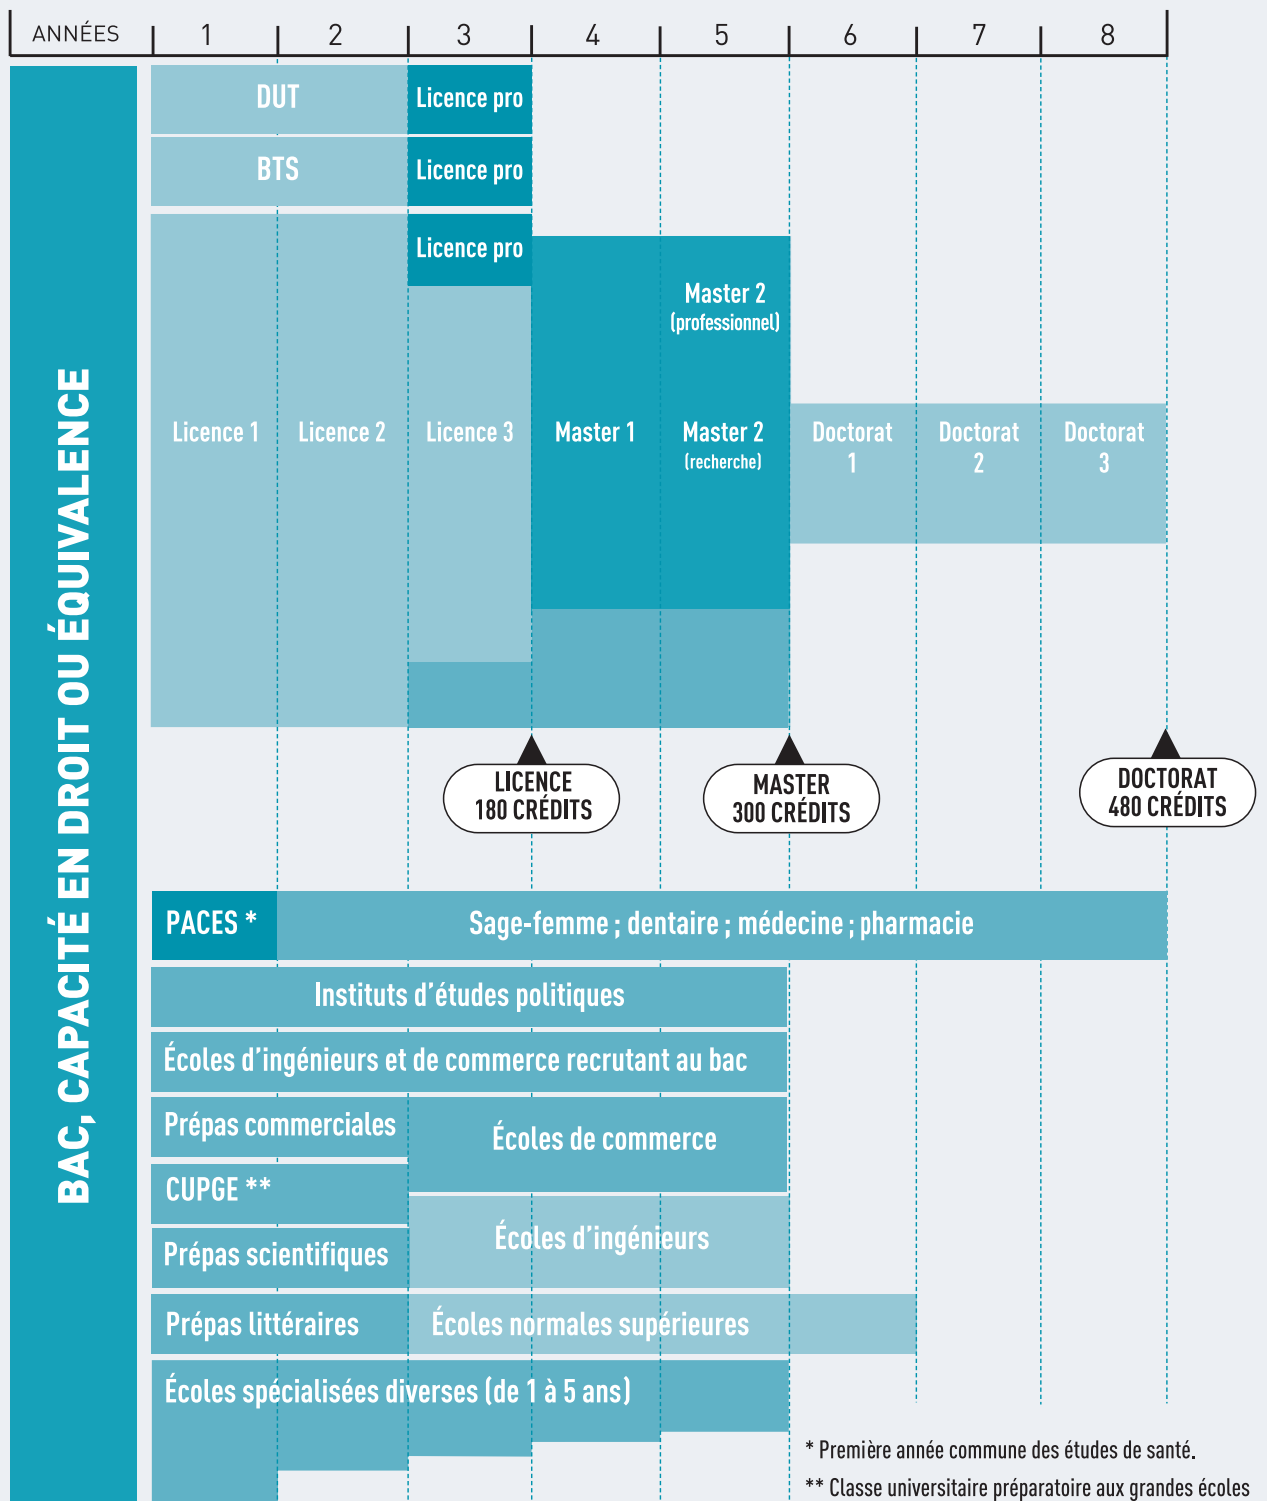 ANNÉES 1 2 3 4 5 6 7 8
BAC, CAPACITÉ EN DROIT OU ÉQUIVALENCE
DUT Licence pro
BTS Licence pro
Licence pro
Master 2
(professionnel)
Licence 1 Licence 2 Licence 3 Master 1 Master 2
(recherche)
Doctorat
1
Doctorat
2
Doctorat
3
LICENCE
180 CRÉDITS
MASTER
300 CRÉDITS
DOCTORAT
480 CRÉDITS
PACES * Sage-femme ; dentaire ; médecine ; pharmacie
Instituts d'études politiques
Écoles d'ingénieurs et de commerce recrutant au bac
Prépas commerciales
Écoles de commerce
CUPGE **
Écoles d'ingénieurs
Prépas scientifiques
Prépas littéraires Écoles normales supérieures
Écoles spécialisées diverses (de 1 à 5 ans)
* Première année commune des études de santé.
** Classe universitaire préparatoire aux grandes écoles